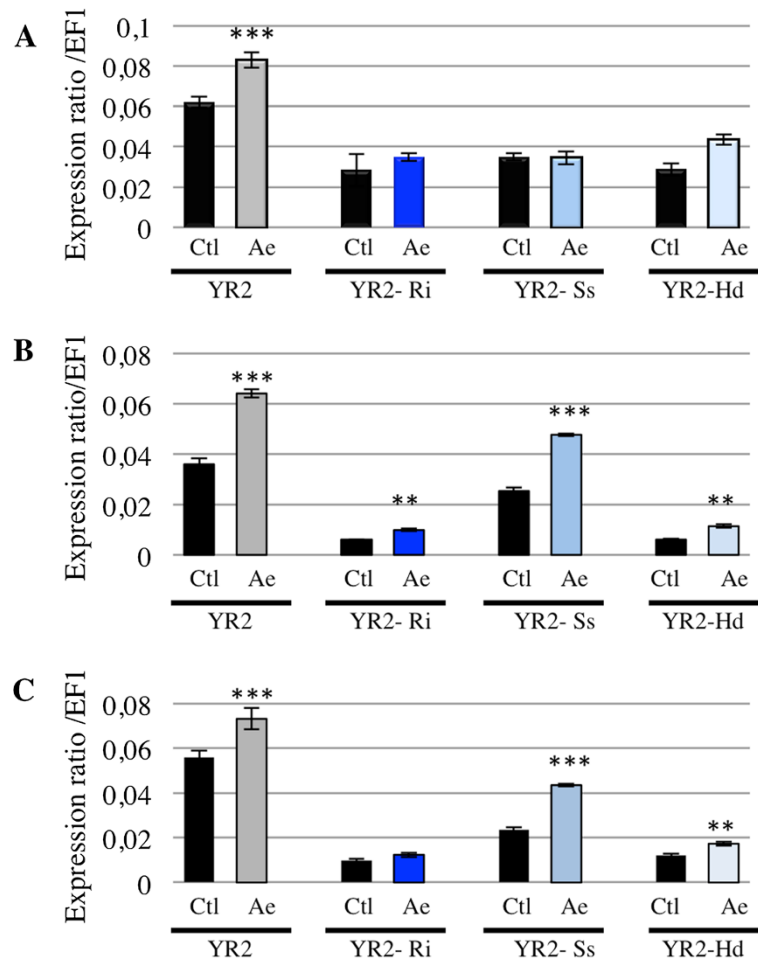 A
Expression ratio /EF1
0,1
0,08
0,06
0,04
0,02
0
***
Ctl Ae Ctl Ae Ctl Ae Ctl Ae
YR2 YR2- Ri YR2- Ss YR2-Hd
B
Expression ratio/EF1
0,08
0,06
0,04
0,02
0
*** ** *** **
Ctl Ae Ctl Ae Ctl Ae Ctl Ae
YR2 YR2- Ri YR2- Ss YR2-Hd
C
Expression ratio /EF1
0,08
0,06
0,04
0,02
0
*** *** **
Ctl Ae Ctl Ae Ctl Ae Ctl Ae
YR2 YR2- Ri YR2- Ss YR2-Hd